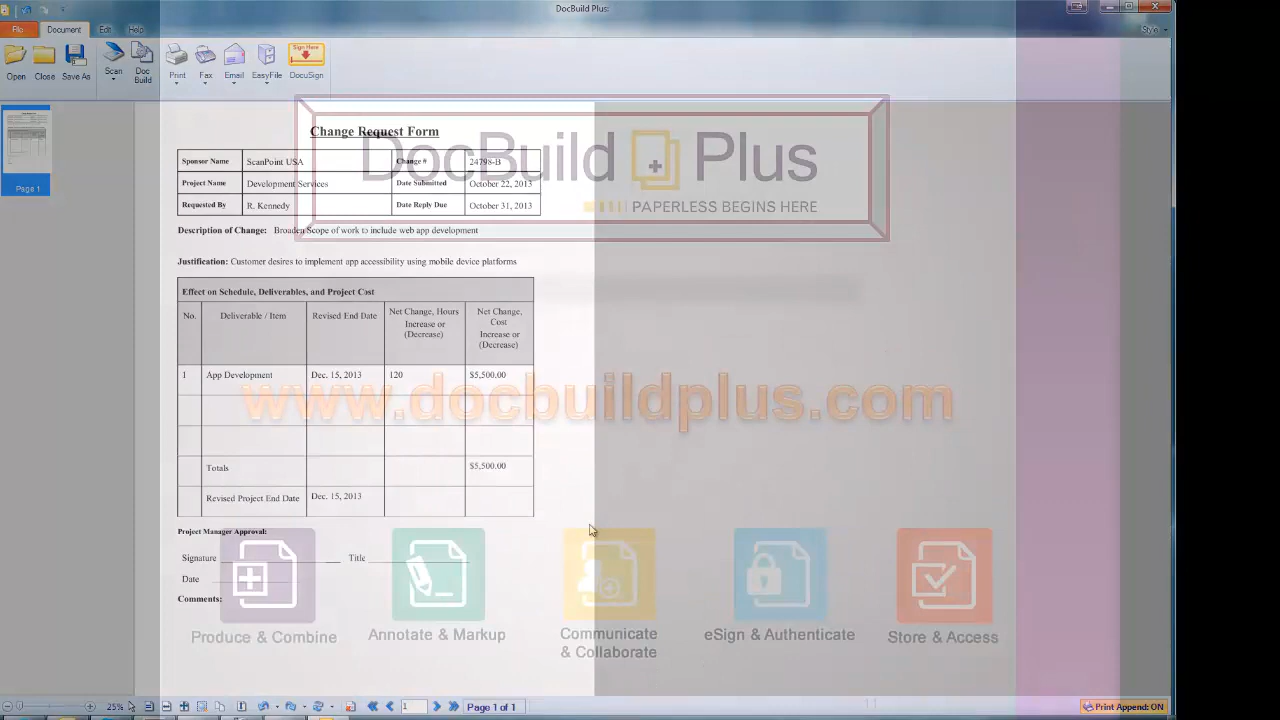 DocBuild Plus
File Document Edit Help
Style
Open Close Save As Scan Doc Build Print Fax Email EasyFile DocuSign
Sign Here
Page 1
Change Request Form
Sponsor Name ScanPoint USA Change # 24798-B
Project Name Development Services Date Submitted October 22, 2013
Requested By R. Kennedy Date Reply Due October 31, 2013
Description of Change: Broaden Scope of work to include web app development
Justification: Customer desires to implement app accessibility using mobile device platforms
Effect on Schedule, Deliverables, and Project Cost
No. Deliverable / Item Revised End Date Net Change, Hours Increase or (Decrease) Net Change, Cost Increase or (Decrease)
1 App Development Dec. 15, 2013 120 $5,500.00
Totals $5,500.00
Revised Project End Date Dec. 15, 2013
Project Manager Approval:
Signature Title
Date
Comments:
DocBuild Plus
PAPERLESS BEGINS HERE
www.docbuildplus.com
Produce & Combine
Annotate & Markup
Communicate
& Collaborate
eSign & Authenticate
Store & Access
25% 1 Page 1 of 1 Print Append: ON